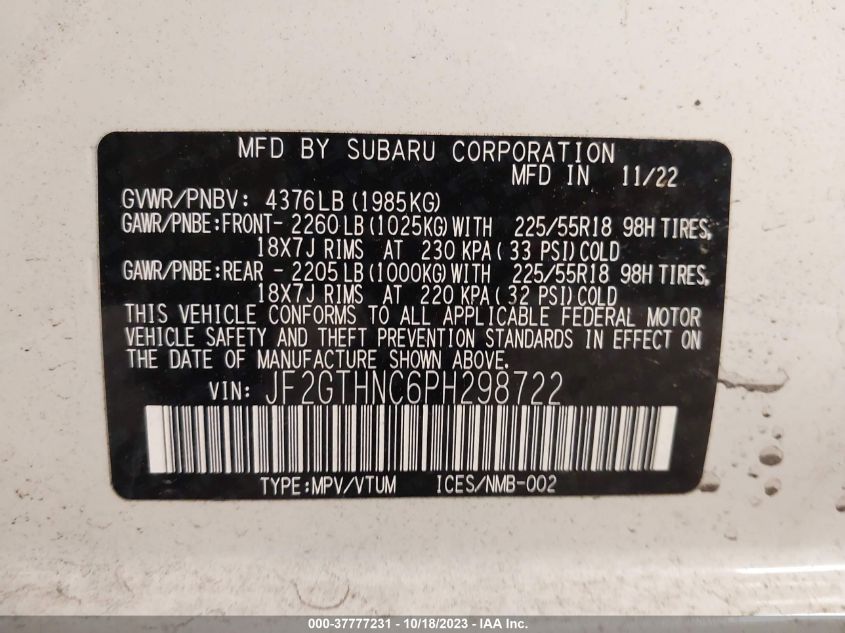 MFD BY SUBARU CORPORATION
MFD IN 11/22
GVWR/PNBV: 4376LB (1985KG)
GAWR/PNBE:FRONT- 2260 LB (1025KG) WITH 225/55R18 98H TIRES,
18X7J RIMS AT 230 KPA ( 33 PSI) COLD
GAWR/PNBE:REAR - 2205 LB (1000KG) WITH 225/55R18 98H TIRES,
18X7J RIMS AT 220 KPA ( 32 PSI) COLD
THIS VEHICLE CONFORMS TO ALL APPLICABLE FEDERAL MOTOR
VEHICLE SAFETY AND THEFT PREVENTION STANDARDS IN EFFECT ON
THE DATE OF MANUFACTURE SHOWN ABOVE.
VIN: JF2GTHNC6PH298722
TYPE:MPV/VTUM ICES/NMB-002
000-37777231 - 10/18/2023 - IAA Inc.